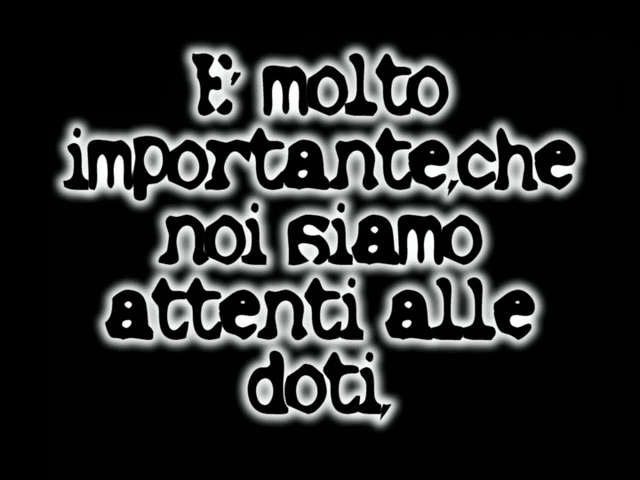 E' molto
importante,che
noi siamo
attenti alle
doti,